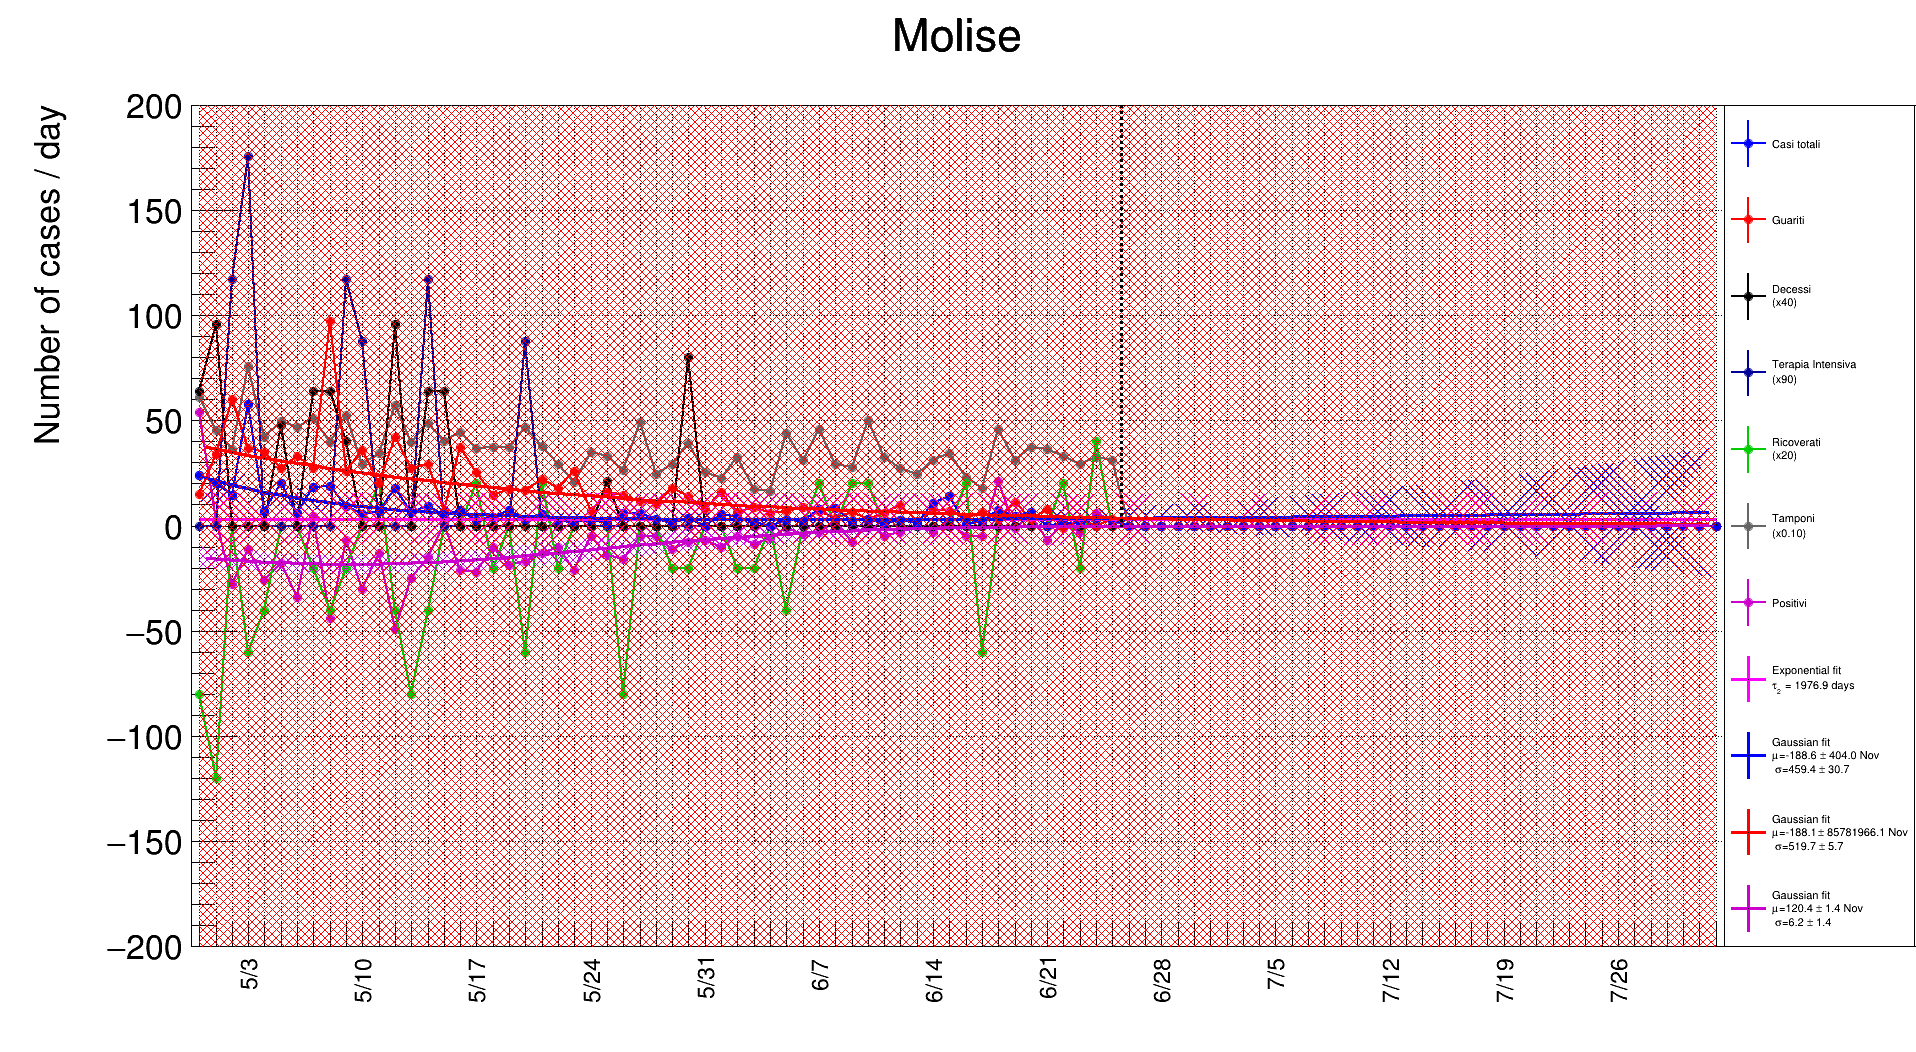 Molise
Number of cases / day
200
150
100
50
0
−50
−100
−150
−200
5/3
5/10
5/17
5/24
5/31
6/7
6/14
6/21
6/28
7/5
7/12
7/19
7/26
Casi totali
Guariti
Decessi
(x40)
Terapia Intensiva
(x90)
Ricoverati
(x20)
Tamponi
(x0.10)
Positivi
Exponential fit
τ₂ = 1976.9 days
Gaussian fit
μ=-188.6 ± 404.0 Nov
σ=459.4 ± 30.7
Gaussian fit
μ=-188.1 ± 85781966.1 Nov
σ=519.7 ± 5.7
Gaussian fit
μ=120.4 ± 1.4 Nov
σ=6.2 ± 1.4